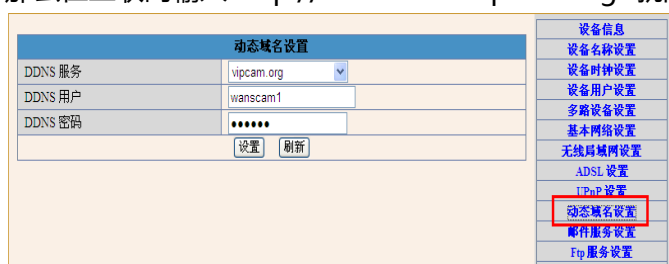 动态域名设置
DDNS 服务 vipcam.org
DDNS 用户 wanscam1
DDNS 密码 ●●●●●●
设置 刷新
设备信息
设备名称设置
设备时钟设置
设备用户设置
多路设备设置
基本网络设置
无线局域网设置
ADSL 设置
UPnP 设置
动态域名设置
邮件服务设置
Ftp 服务设置